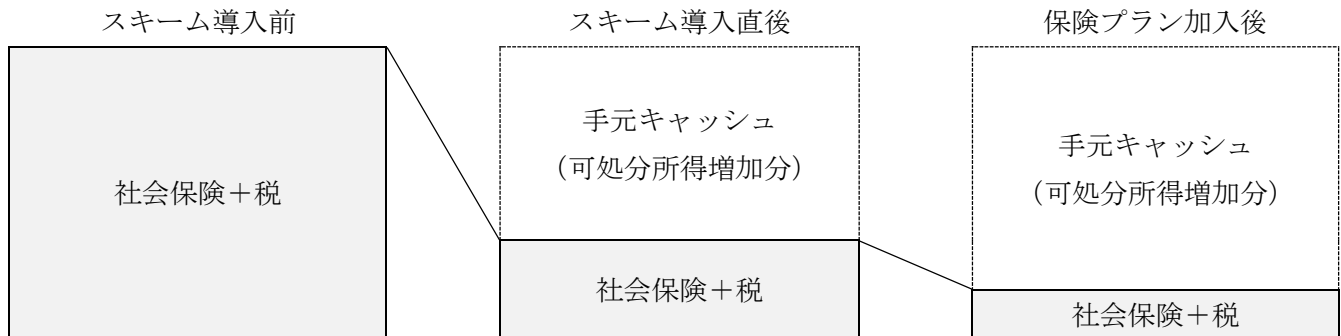 スキーム導入前
スキーム導入直後
保険プラン加入後
社会保険+税
手元キャッシュ
(可処分所得増加分)
社会保険+税
手元キャッシュ
(可処分所得増加分)
社会保険+税